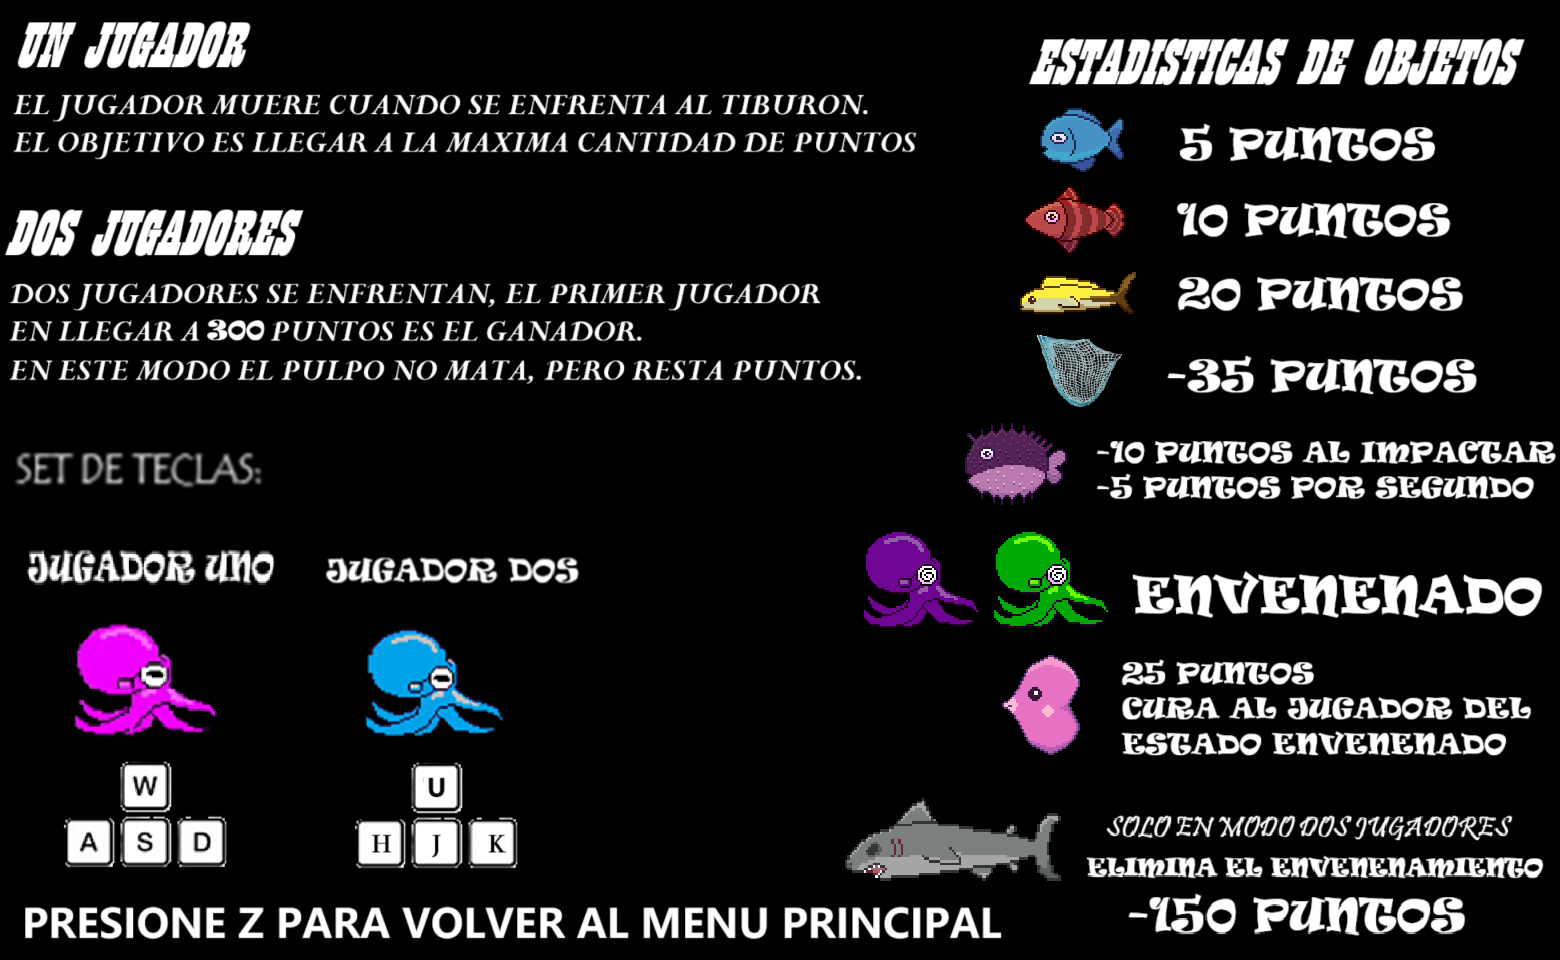 UN JUGADOR
EL JUGADOR MUERE CUANDO SE ENFRENTA AL TIBURON.
EL OBJETIVO ES LLEGAR A LA MAXIMA CANTIDAD DE PUNTOS
DOS JUGADORES
DOS JUGADORES SE ENFRENTAN, EL PRIMER JUGADOR
EN LLEGAR A 300 PUNTOS ES EL GANADOR.
EN ESTE MODO EL PULPO NO MATA, PERO RESTA PUNTOS.
SET DE TECLAS:
JUGADOR UNO
JUGADOR DOS
W
A S D
U
H J K
PRESIONE Z PARA VOLVER AL MENU PRINCIPAL
ESTADISTICAS DE OBJETOS
5 PUNTOS
10 PUNTOS
20 PUNTOS
-35 PUNTOS
-10 PUNTOS AL IMPACTAR
-5 PUNTOS POR SEGUNDO
ENVENENADO
25 PUNTOS
CURA AL JUGADOR DEL
ESTADO ENVENENADO
SOLO EN MODO DOS JUGADORES
ELIMINA EL ENVENENAMIENTO
-150 PUNTOS